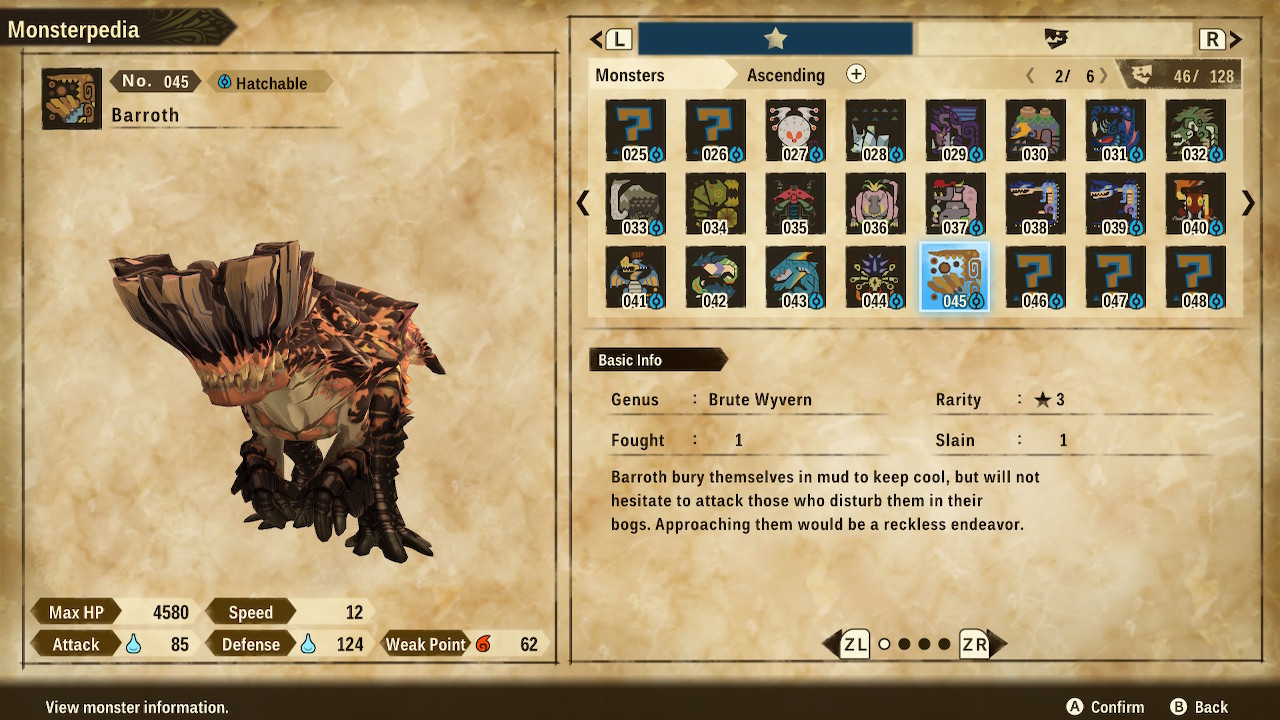 Monsterpedia
No. 045
Hatchable
Barroth
Max HP 4580
Speed 12
Attack 85
Defense 124
Weak Point 62
L
R
Monsters
Ascending
2/ 6
46/ 128
025 026 027 028 029 030 031 032
033 034 035 036 037 038 039 040
041 042 043 044 045 046 047 048
Basic Info
Genus : Brute Wyvern
Rarity : ★ 3
Fought : 1
Slain : 1
Barroth bury themselves in mud to keep cool, but will not
hesitate to attack those who disturb them in their
bogs. Approaching them would be a reckless endeavor.
ZL ZR
View monster information.
A Confirm B Back